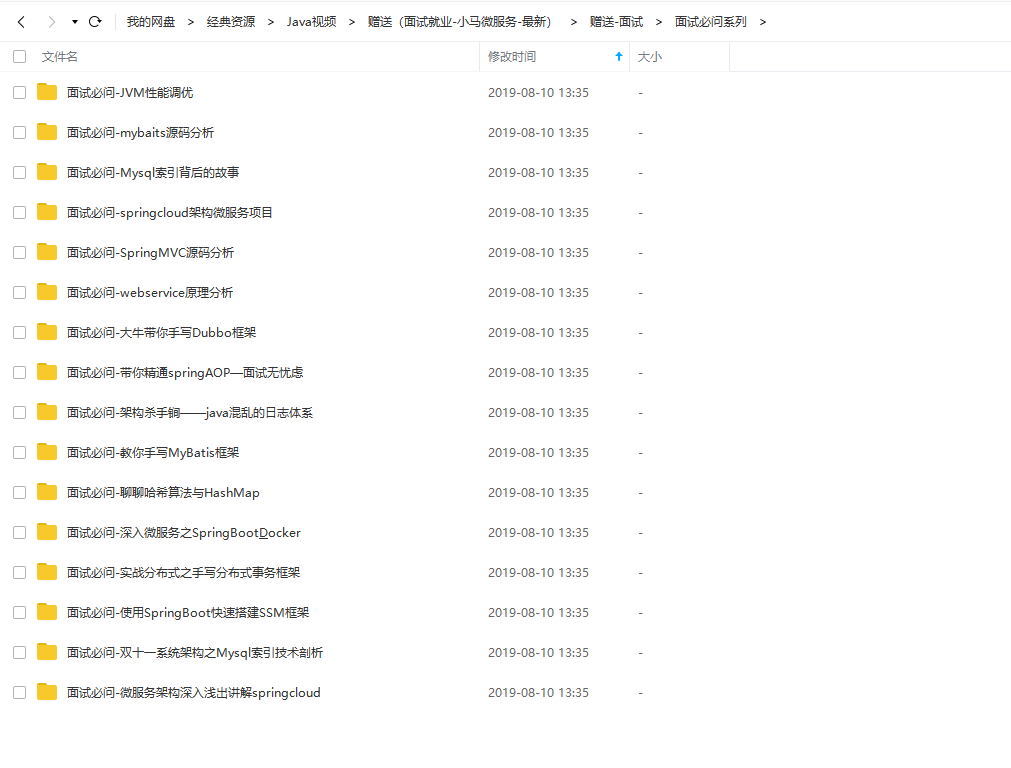 我的网盘 > 经典资源 > Java视频 > 赠送（面试就业-小马微服务-最新） > 赠送-面试 > 面试必问系列 >
文件名 修改时间 大小
面试必问-JVM性能调优 2019-08-10 13:35 -
面试必问-mybaits源码分析 2019-08-10 13:35 -
面试必问-Mysql索引背后的故事 2019-08-10 13:35 -
面试必问-springcloud架构微服务项目 2019-08-10 13:35 -
面试必问-SpringMVC源码分析 2019-08-10 13:35 -
面试必问-webservice原理分析 2019-08-10 13:35 -
面试必问-大牛带你手写Dubbo框架 2019-08-10 13:35 -
面试必问-带你精通springAOP—面试无忧虑 2019-08-10 13:35 -
面试必问-架构杀手锏——java混乱的日志体系 2019-08-10 13:35 -
面试必问-教你手写MyBatis框架 2019-08-10 13:35 -
面试必问-聊聊哈希算法与HashMap 2019-08-10 13:35 -
面试必问-深入微服务之SpringBootDocker 2019-08-10 13:35 -
面试必问-实战分布式之手写分布式事务框架 2019-08-10 13:35 -
面试必问-使用SpringBoot快速搭建SSM框架 2019-08-10 13:35 -
面试必问-双十一系统架构之Mysql索引技术剖析 2019-08-10 13:35 -
面试必问-微服务架构深入浅出讲解springcloud 2019-08-10 13:35 -